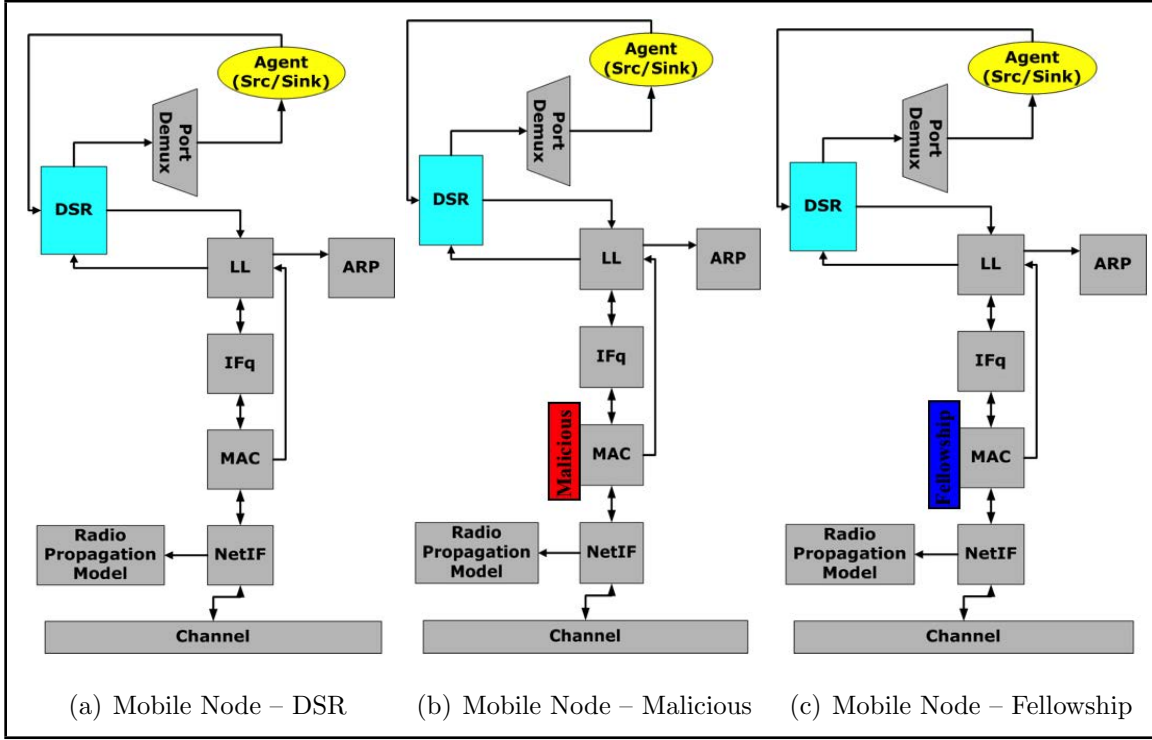 Agent
(Src/Sink)
Port
Demux
DSR
LL
ARP
IFq
MAC
Radio
Propagation
Model
NetIF
Channel
(a) Mobile Node – DSR
Agent
(Src/Sink)
Port
Demux
DSR
LL
ARP
IFq
Malicious
MAC
Radio
Propagation
Model
NetIF
Channel
(b) Mobile Node – Malicious
Agent
(Src/Sink)
Port
Demux
DSR
LL
ARP
IFq
Fellowship
MAC
Radio
Propagation
Model
NetIF
Channel
(c) Mobile Node – Fellowship